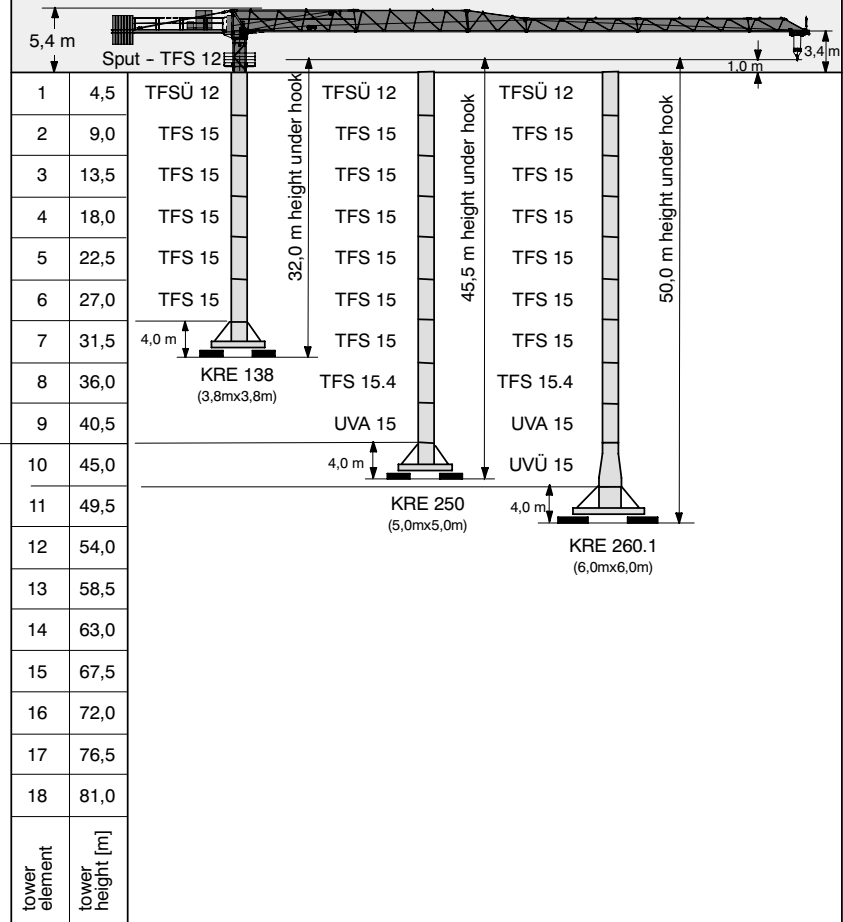 5,4 m
Sput - TFS 12
3,4 m
1,0 m
1 4,5 TFSÜ 12 TFSÜ 12 TFSÜ 12
2 9,0 TFS 15 TFS 15 TFS 15
3 13,5 TFS 15 TFS 15 TFS 15
4 18,0 TFS 15 TFS 15 TFS 15
5 22,5 TFS 15 TFS 15 TFS 15
6 27,0 TFS 15 TFS 15 TFS 15
7 31,5 4,0 m TFS 15 TFS 15
8 36,0 KRE 138 TFS 15.4 TFS 15.4
(3,8mx3,8m)
9 40,5 UVA 15 UVA 15
10 45,0 4,0 m UVÜ 15
11 49,5 KRE 250 4,0 m
(5,0mx5,0m)
12 54,0 KRE 260.1
(6,0mx6,0m)
13 58,5
14 63,0
15 67,5
16 72,0
17 76,5
18 81,0
tower
element
tower
height [m]
32,0 m height under hook
45,5 m height under hook
50,0 m height under hook